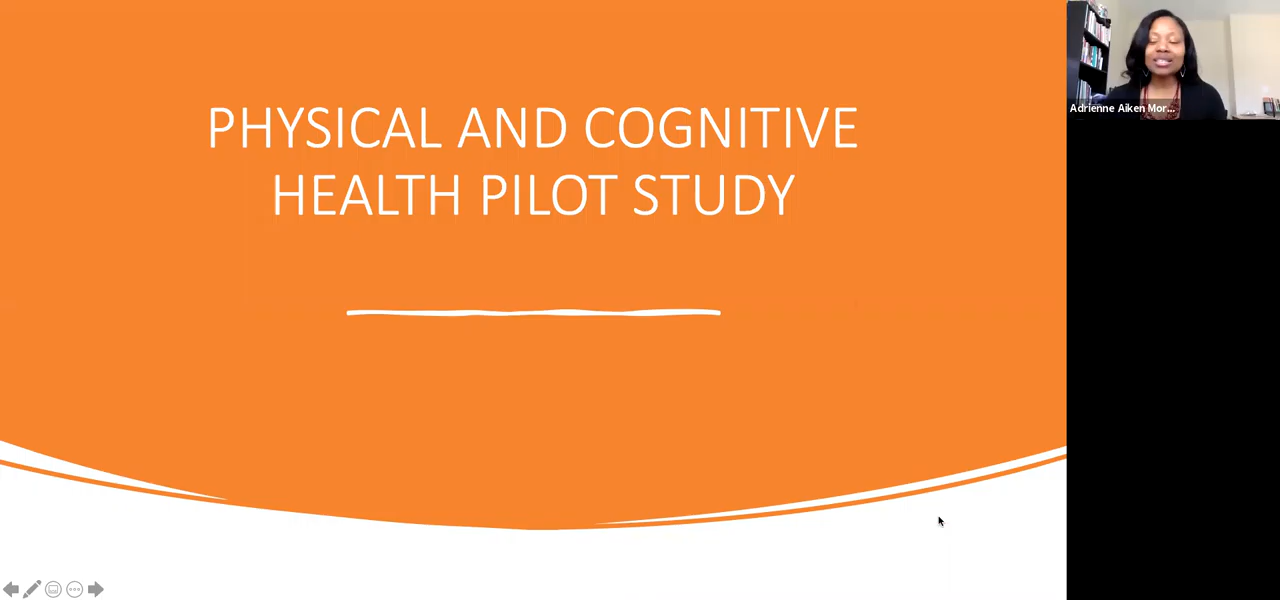 PHYSICAL AND COGNITIVE
HEALTH PILOT STUDY
Adrienne Aiken Mor...